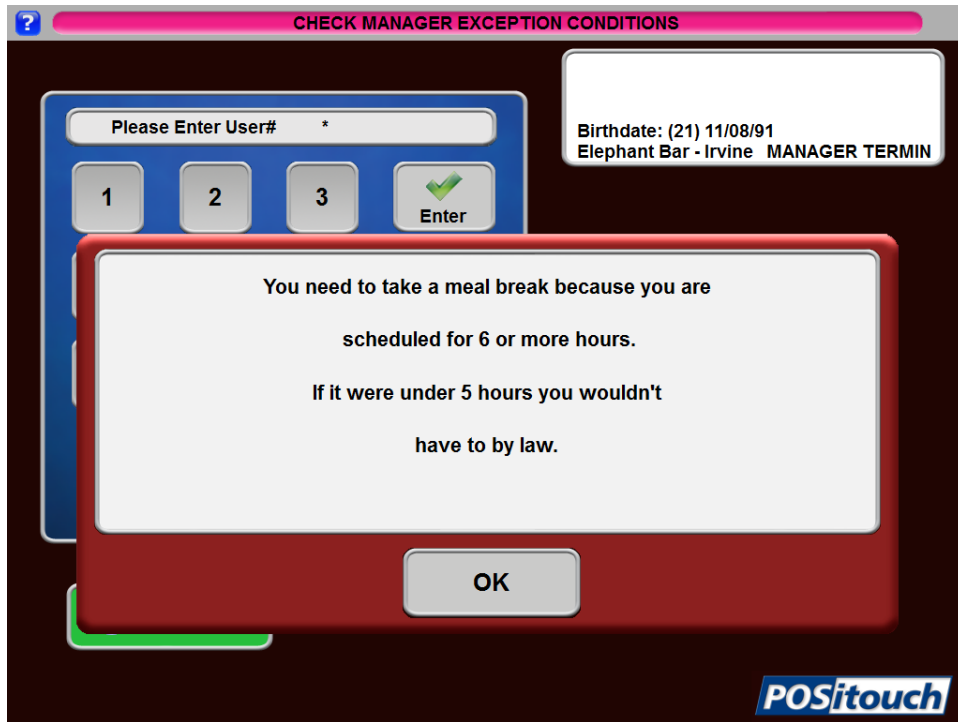 ?
CHECK MANAGER EXCEPTION CONDITIONS
Birthdate: (21) 11/08/91
Elephant Bar - Irvine MANAGER TERMIN
Please Enter User# *
1 2 3 Enter
You need to take a meal break because you are
scheduled for 6 or more hours.
If it were under 5 hours you wouldn't
have to by law.
OK
POSitouch